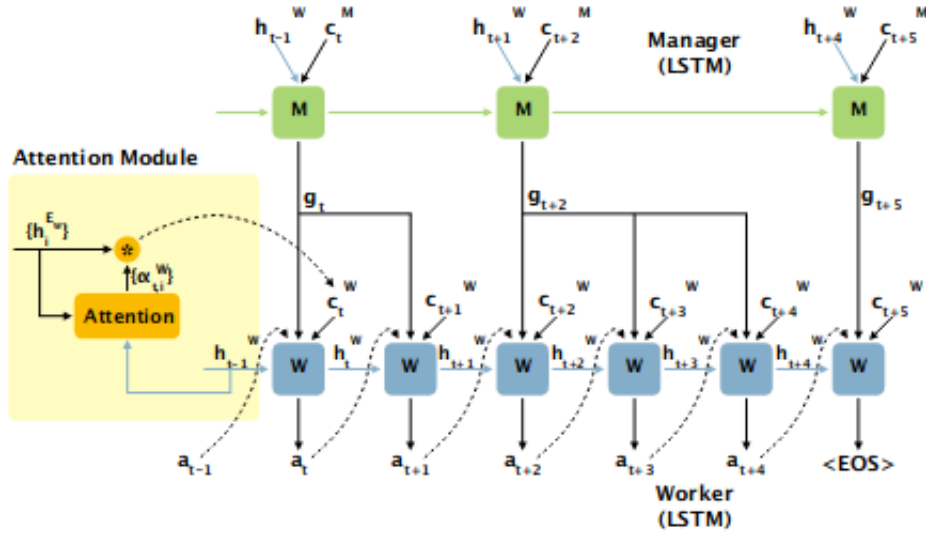 h_{t-1}^W c_t^M h_{t+1}^W c_{t+2}^M h_{t+4}^W c_{t+5}^M
Manager
(LSTM)
M M M
Attention Module
g_t g_{t+2} g_{t+5}
{h_i^{E_w}}
*
{α_{t,i}^W}
Attention
c_t^W c_{t+1}^W c_{t+2}^W c_{t+3}^W c_{t+4}^W c_{t+5}^W
h_{t-1}^W W h_t^W W h_{t+1}^W W h_{t+2}^W W h_{t+3}^W W h_{t+4}^W W
a_{t-1} a_t a_{t+1} a_{t+2} a_{t+3} a_{t+4} <EOS>
Worker
(LSTM)